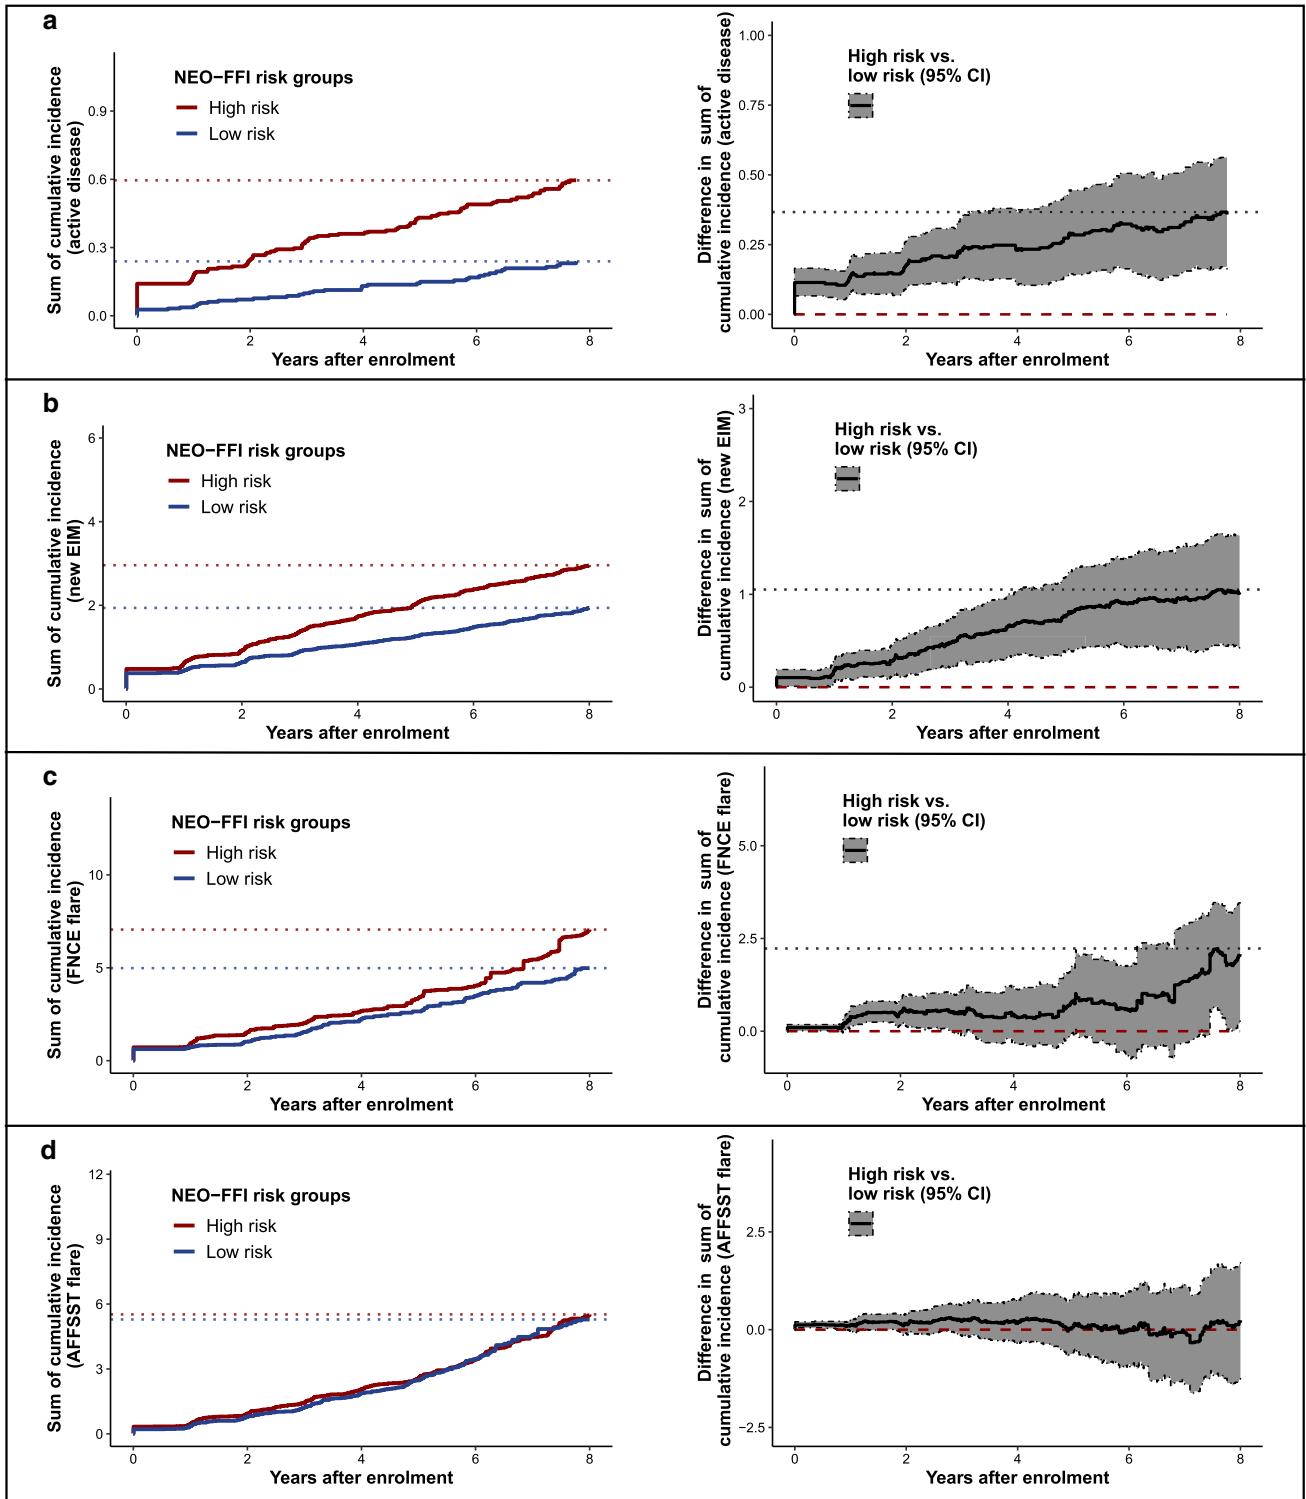 a
Sum of cumulative incidence
(active disease)
NEO−FFI risk groups
High risk
Low risk
0.9
0.6
0.3
0.0
0 2 4 6 8
Years after enrolment
Difference in sum of
cumulative incidence (active disease)
High risk vs.
low risk (95% CI)
1.00
0.75
0.50
0.25
0.00
0 2 4 6 8
Years after enrolment
b
Sum of cumulative incidence
(new EIM)
NEO−FFI risk groups
High risk
Low risk
6
4
2
0
0 2 4 6 8
Years after enrolment
Difference in sum of
cumulative incidence (new EIM)
High risk vs.
low risk (95% CI)
3
2
1
0
0 2 4 6 8
Years after enrolment
c
Sum of cumulative incidence
(FNCE flare)
NEO−FFI risk groups
High risk
Low risk
10
5
0
0 2 4 6 8
Years after enrolment
Difference in sum of
cumulative incidence (FNCE flare)
High risk vs.
low risk (95% CI)
5.0
2.5
0.0
0 2 4 6 8
Years after enrolment
d
Sum of cumulative incidence
(AFFSST flare)
NEO−FFI risk groups
High risk
Low risk
12
9
6
3
0
0 2 4 6 8
Years after enrolment
Difference in sum of
cumulative incidence (AFFSST flare)
High risk vs.
low risk (95% CI)
2.5
0.0
−2.5
0 2 4 6 8
Years after enrolment